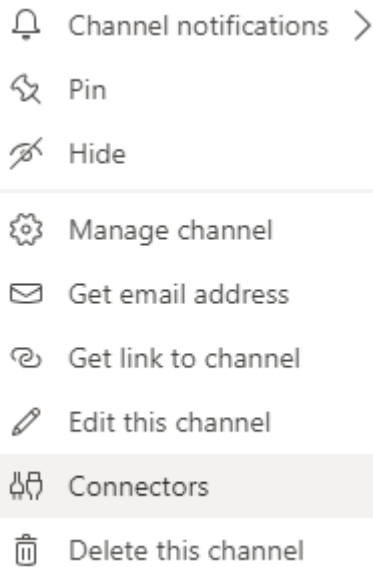 Channel notifications
Pin
Hide
Manage channel
Get email address
Get link to channel
Edit this channel
Connectors
Delete this channel